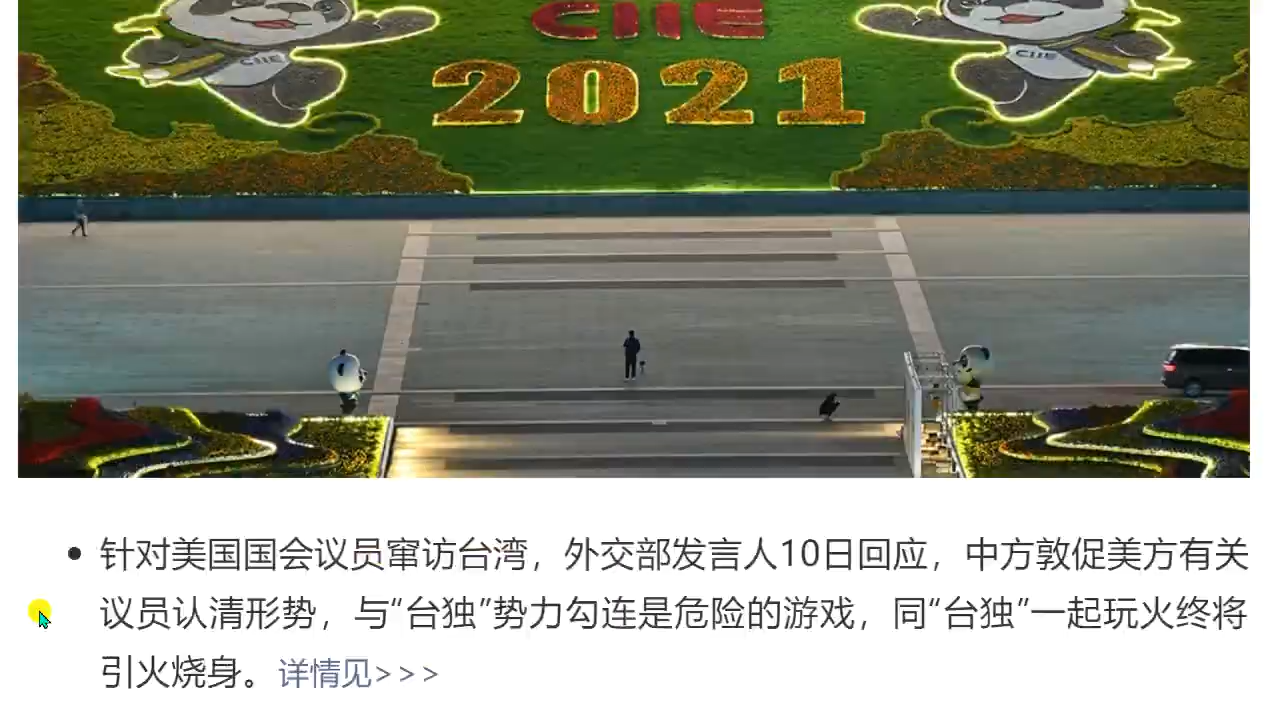 CIIE
CIIE
CIIE
2021
针对美国国会议员窜访台湾，外交部发言人10日回应，中方敦促美方有关
议员认清形势，与“台独”势力勾连是危险的游戏，同“台独”一起玩火终将
引火烧身。详情见>>>